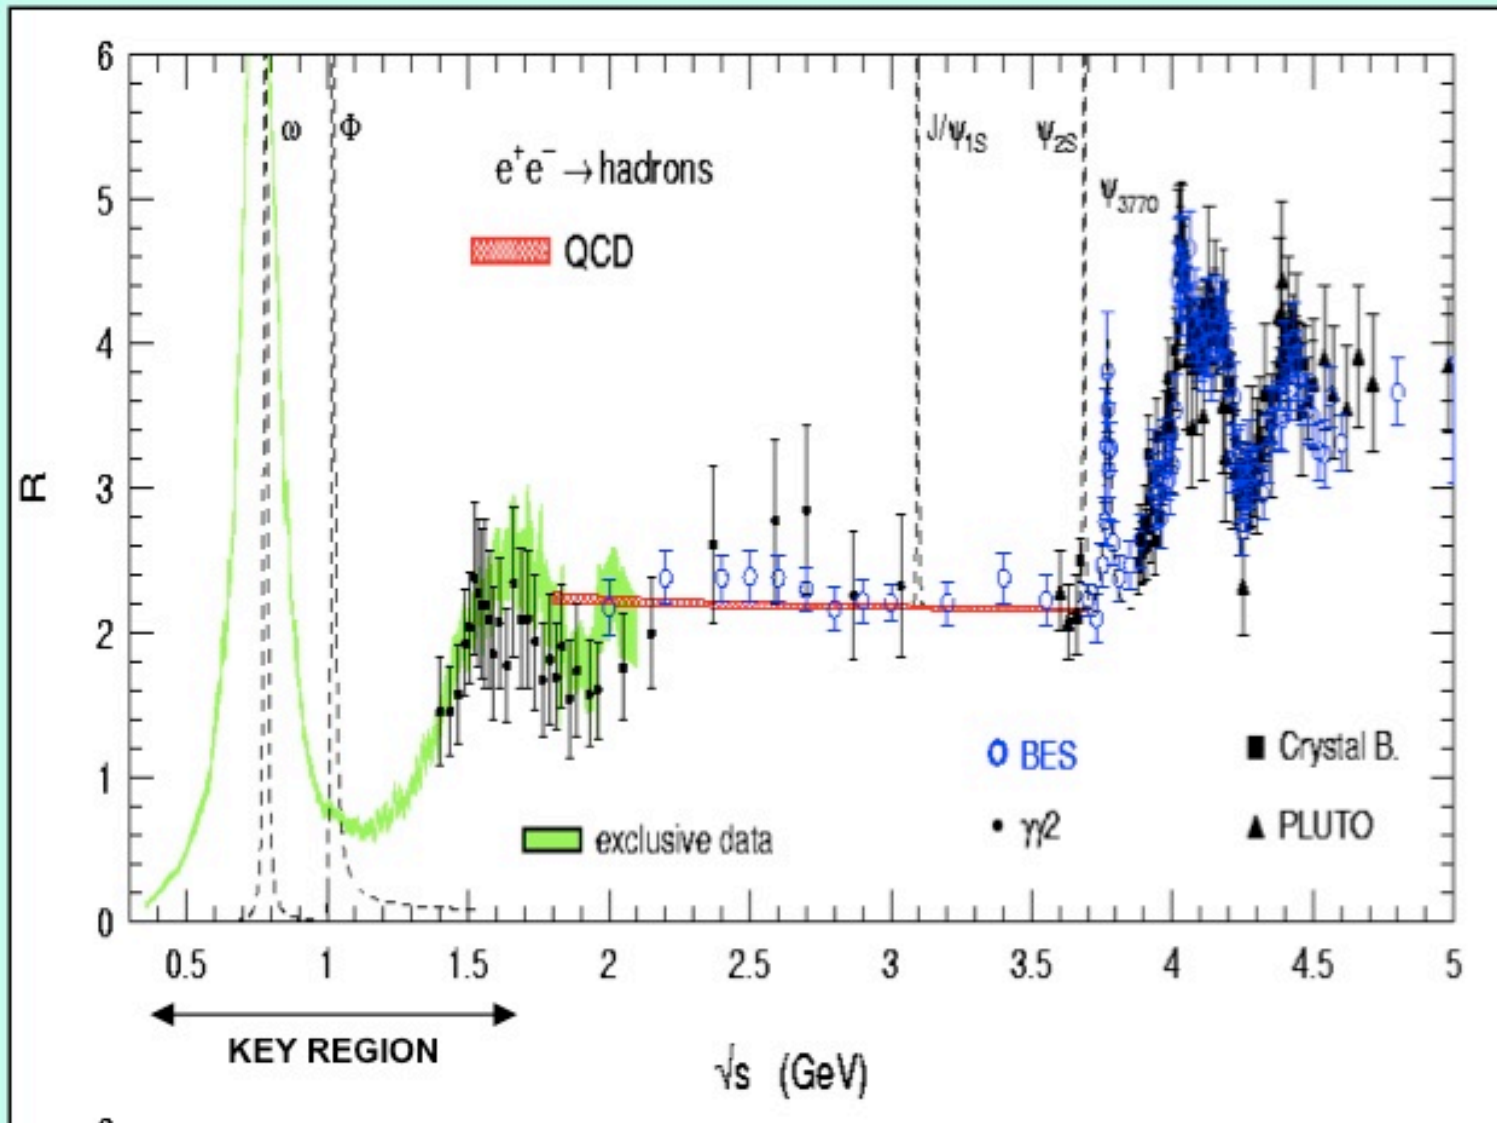 6
ω
Φ
J/ψ1S
ψ2S
e+e− → hadrons
ψ3770
5
QCD
4
R
3
2
BES
Crystal B.
γγ2
PLUTO
1
exclusive data
0
0.5 1 1.5 2 2.5 3 3.5 4 4.5 5
KEY REGION
√s (GeV)